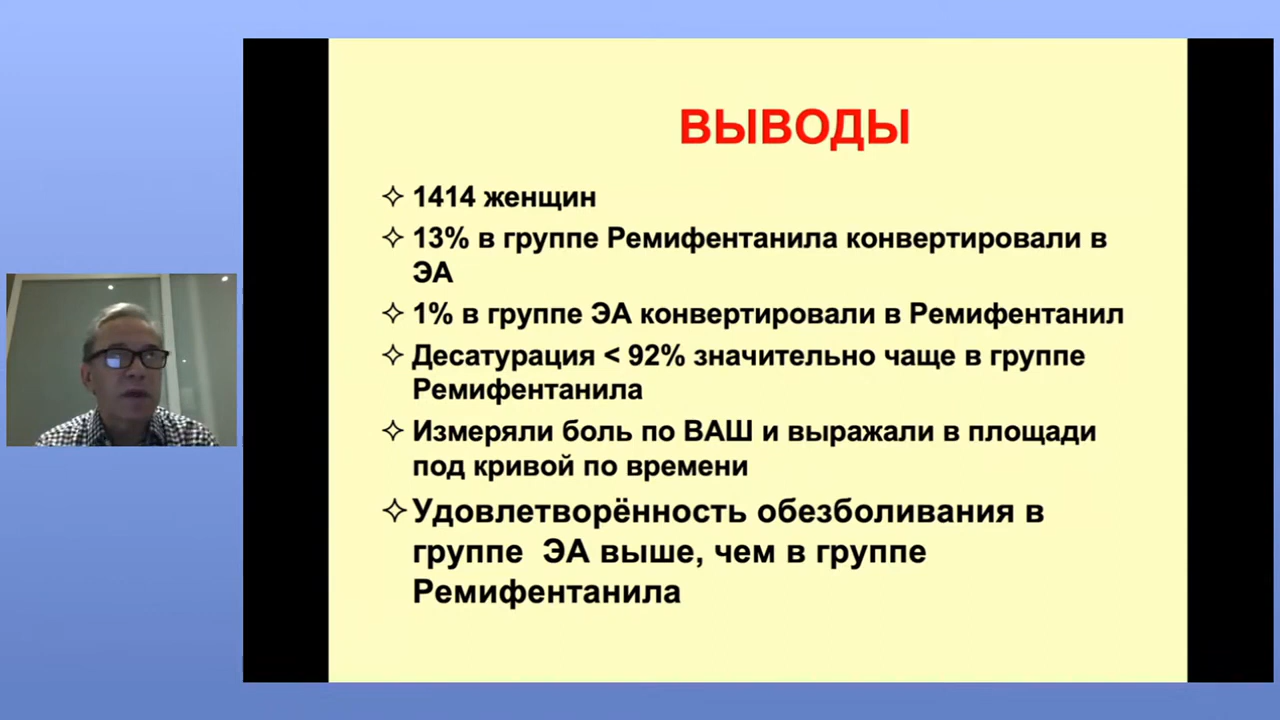 ВЫВОДЫ
✧ 1414 женщин
✧ 13% в группе Ремифентанила конвертировали в
ЭА
✧ 1% в группе ЭА конвертировали в Ремифентанил
✧ Десатурация < 92% значительно чаще в группе
Ремифентанила
✧ Измеряли боль по ВАШ и выражали в площади
под кривой по времени
✧ Удовлетворённость обезболивания в
группе ЭА выше, чем в группе
Ремифентанила